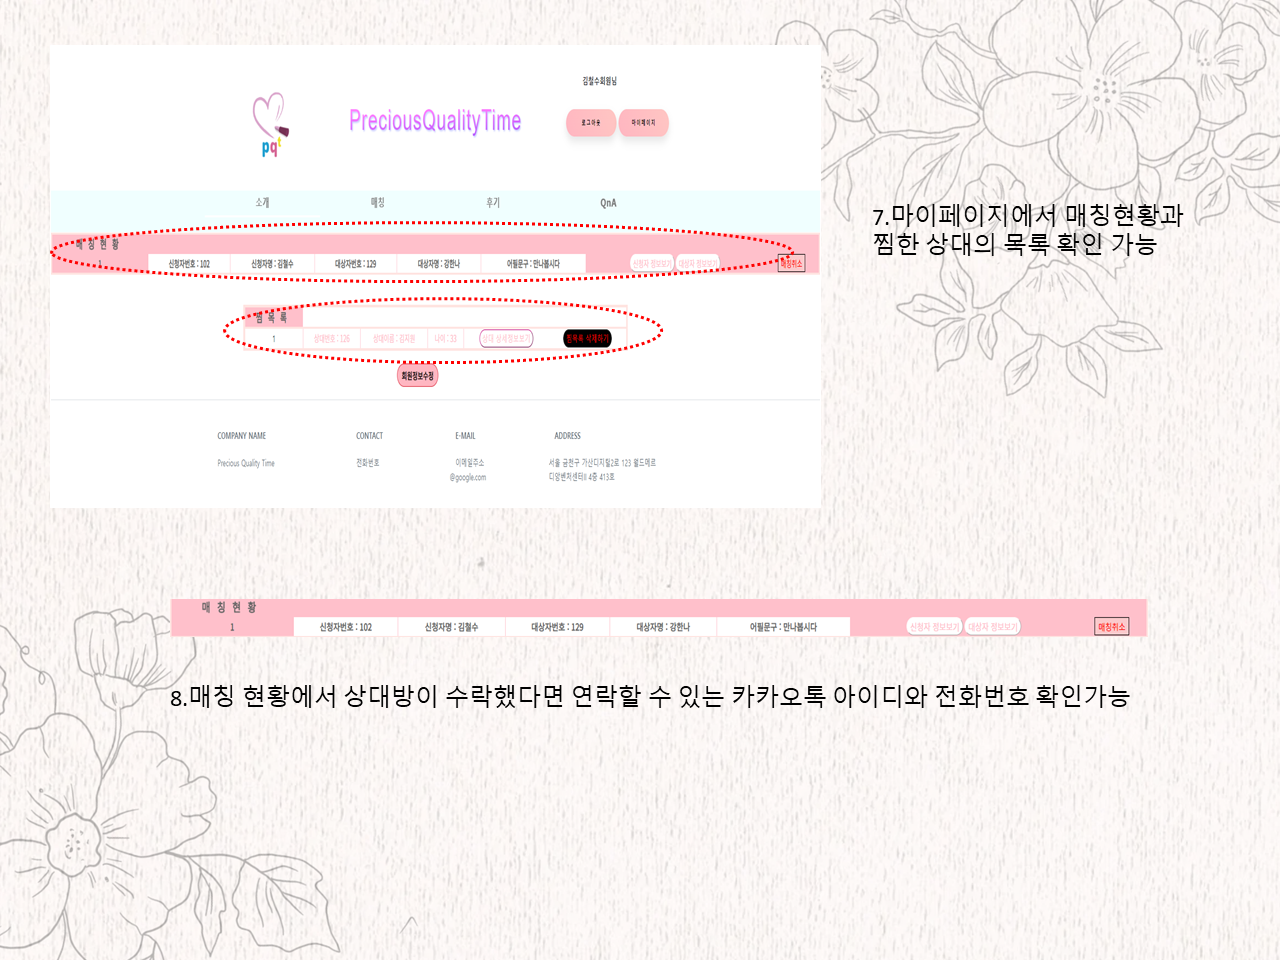 김철수회원님
PreciousQualityTime
로그아웃 마이페이지
pqt
소개 매칭 후기 QnA
매 칭 현 황
1 신청자번호 : 102 신청자명 : 김철수 대상자번호 : 129 대상자명 : 강한나 어필문구 : 만나봅시다 신청자 정보보기 대상자 정보보기 매칭취소
찜 목 록
1 상대번호 : 126 상대이름 : 김지원 나이 : 33 상대 상세정보보기 찜목록 삭제하기
회원정보수정
COMPANY NAME CONTACT E-MAIL ADDRESS
Precious Quality Time 전화번호 이메일주소 서울 금천구 가산디지털2로 123 월드메르
@google.com 디앙벤처센터II 4층 413호
7.마이페이지에서 매칭현황과
찜한 상대의 목록 확인 가능
매 칭 현 황
1 신청자번호 : 102 신청자명 : 김철수 대상자번호 : 129 대상자명 : 강한나 어필문구 : 만나봅시다 신청자 정보보기 대상자 정보보기 매칭취소
8.매칭 현황에서 상대방이 수락했다면 연락할 수 있는 카카오톡 아이디와 전화번호 확인가능